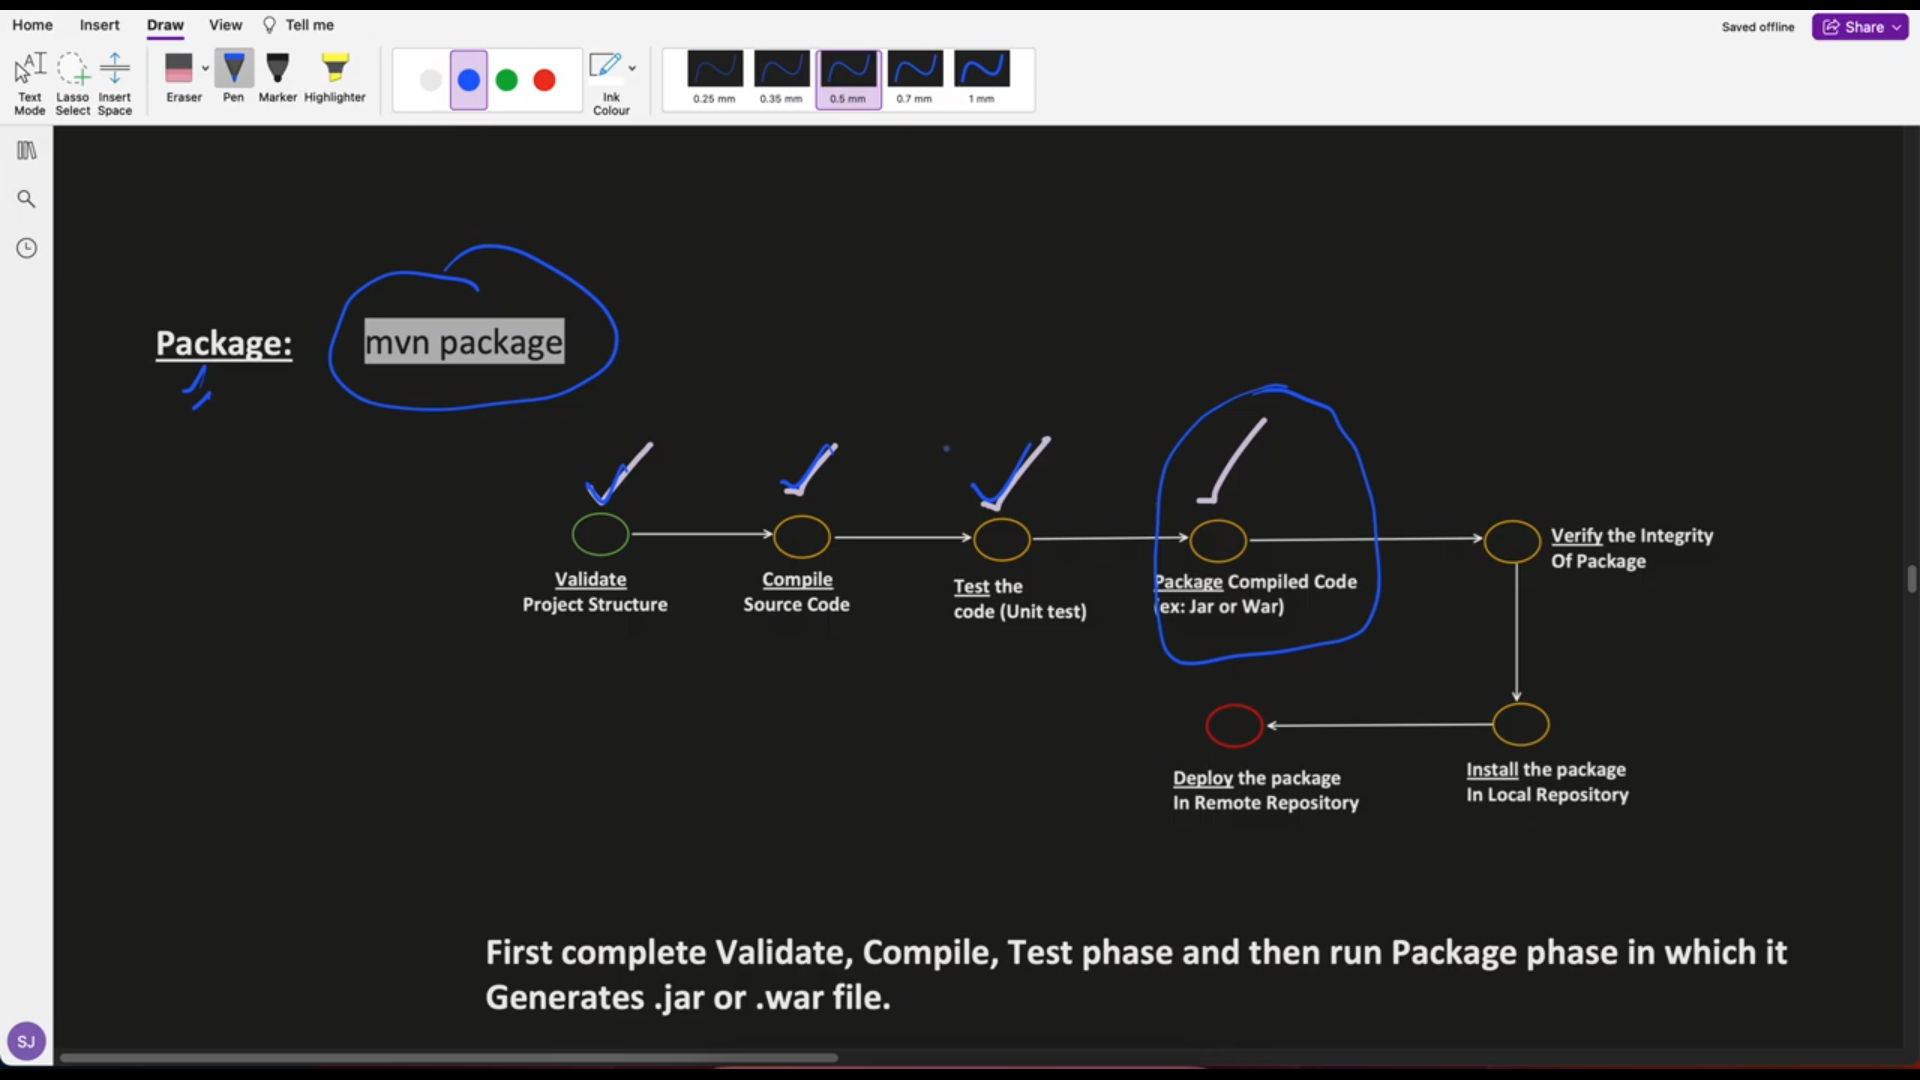 Home Insert Draw View Tell me
Saved offline
Share
Text Mode
Lasso Select
Insert Space
Eraser
Pen
Marker
Highlighter
Ink Colour
0.25 mm
0.35 mm
0.5 mm
0.7 mm
1 mm
Package: mvn package
Validate
Project Structure
Compile
Source Code
Test the
code (Unit test)
Package Compiled Code
(ex: Jar or War)
Verify the Integrity
Of Package
Deploy the package
In Remote Repository
Install the package
In Local Repository
First complete Validate, Compile, Test phase and then run Package phase in which it
Generates .jar or .war file.
SJ